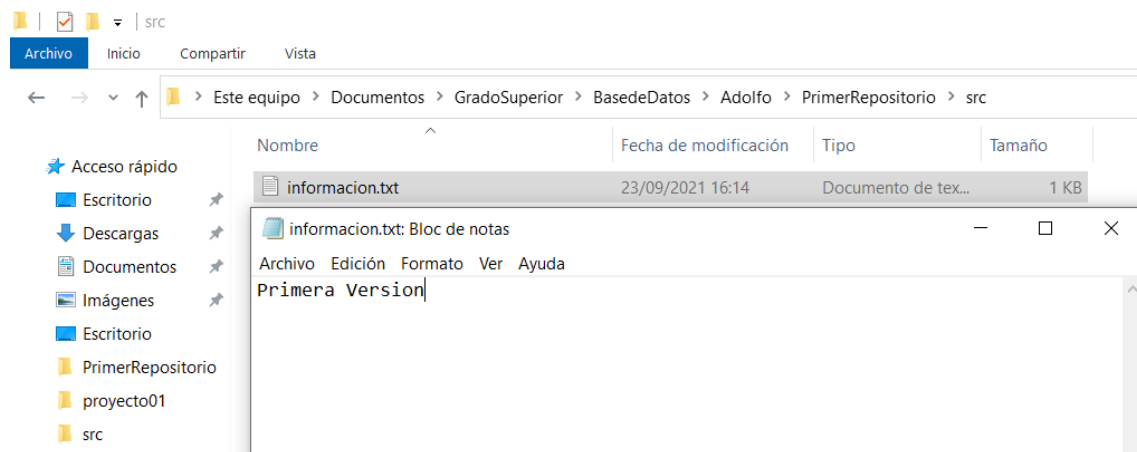 src
Archivo Inicio Compartir Vista
Este equipo > Documentos > GradoSuperior > BasedeDatos > Adolfo > PrimerRepositorio > src
Nombre Fecha de modificación Tipo Tamaño
Acceso rápido
informacion.txt 23/09/2021 16:14 Documento de tex... 1 KB
Escritorio
Descargas
Documentos
Imágenes
Escritorio
PrimerRepositorio
proyecto01
src
informacion.txt: Bloc de notas
Archivo Edición Formato Ver Ayuda
Primera Version